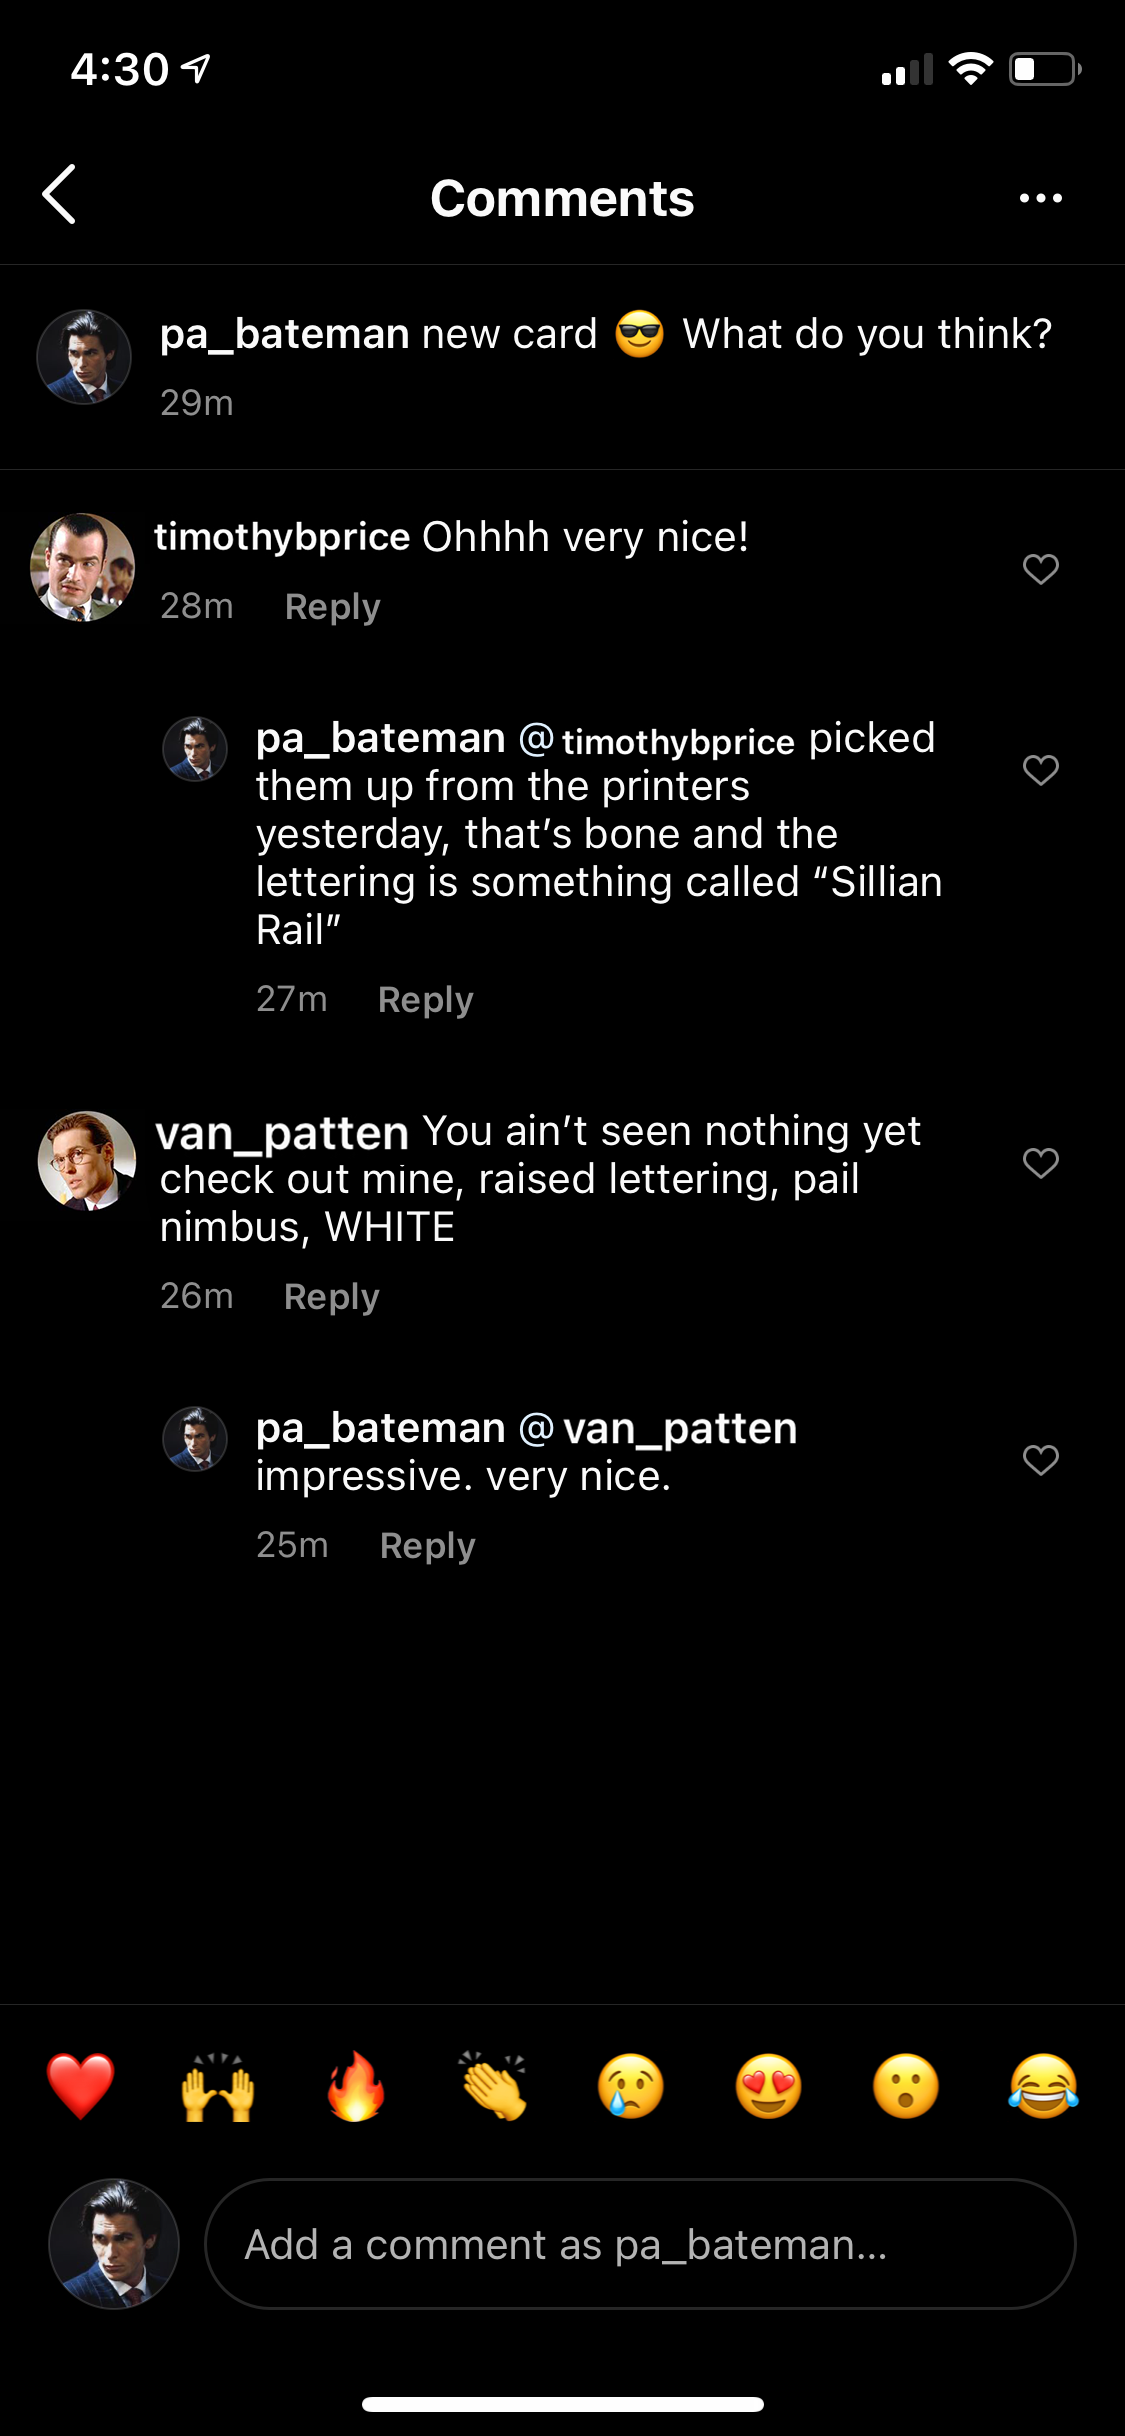 4:30
Comments
pa_bateman new card 😎 What do you think?
29m
timothybprice Ohhhh very nice!
28m Reply
pa_bateman @timothybprice picked
them up from the printers
yesterday, that’s bone and the
lettering is something called “Sillian
Rail”
27m Reply
van_patten You ain’t seen nothing yet
check out mine, raised lettering, pail
nimbus, WHITE
26m Reply
pa_bateman @van_patten
impressive. very nice.
25m Reply
Add a comment as pa_bateman...